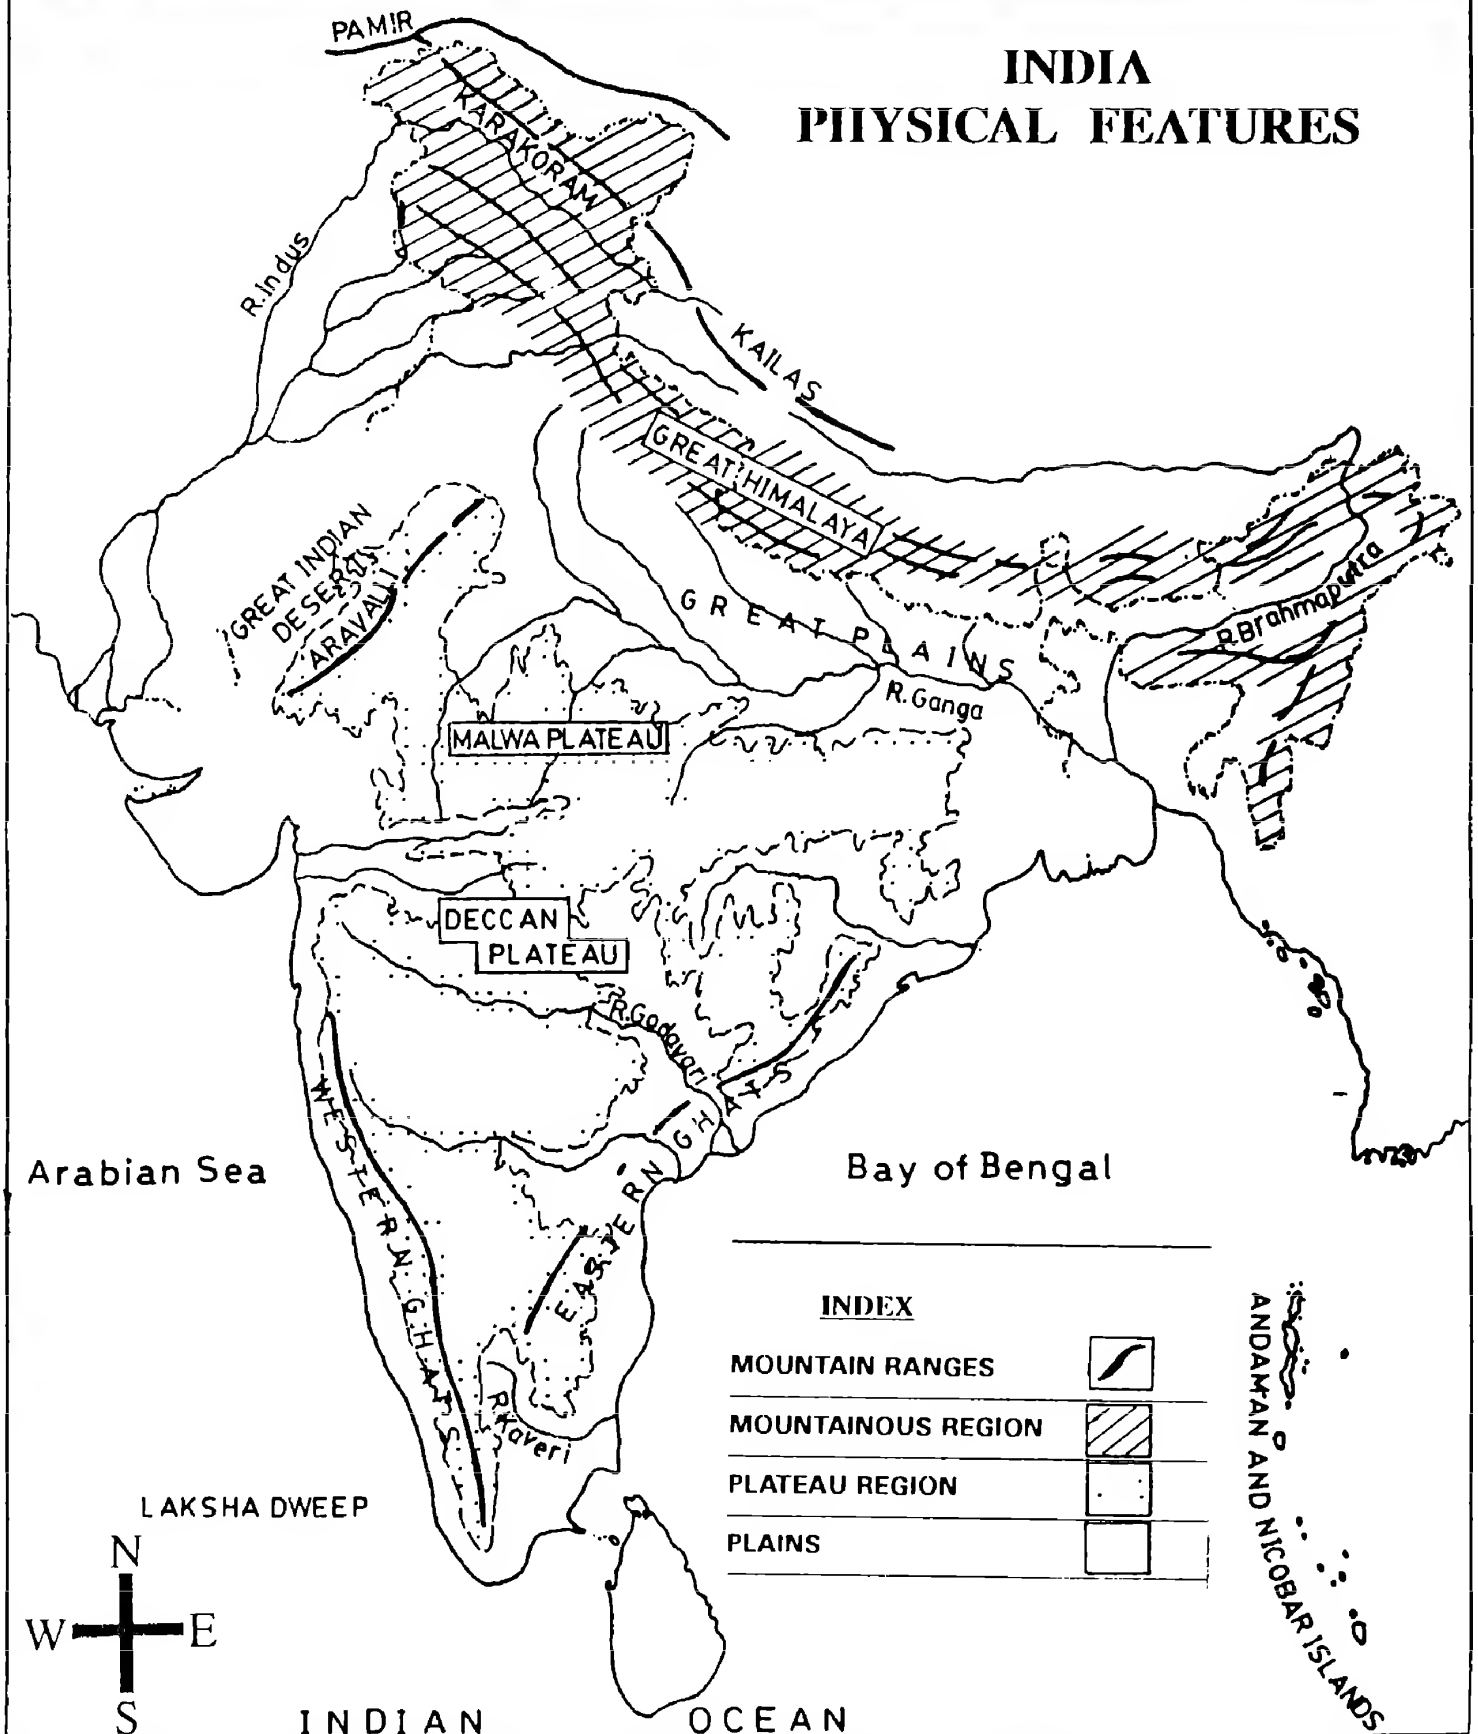 PAMIR
INDIA
PHYSICAL FEATURES
KARAKORAM
R.Indus
KAILAS
GREAT HIMALAYA
GREAT INDIAN
DESERT
ARAVALI
GREAT PLAINS
R.Brahmaputra
R.Ganga
MALWA PLATEAU
DECCAN
PLATEAU
R.Godavari
WESTERN GHATS
EASTERN GHATS
Arabian Sea
Bay of Bengal
R.Kaveri
INDEX
MOUNTAIN RANGES
MOUNTAINOUS REGION
PLATEAU REGION
PLAINS
ANDAMAN AND NICOBAR ISLANDS
LAKSHA DWEEP
N
W E
S
INDIAN OCEAN